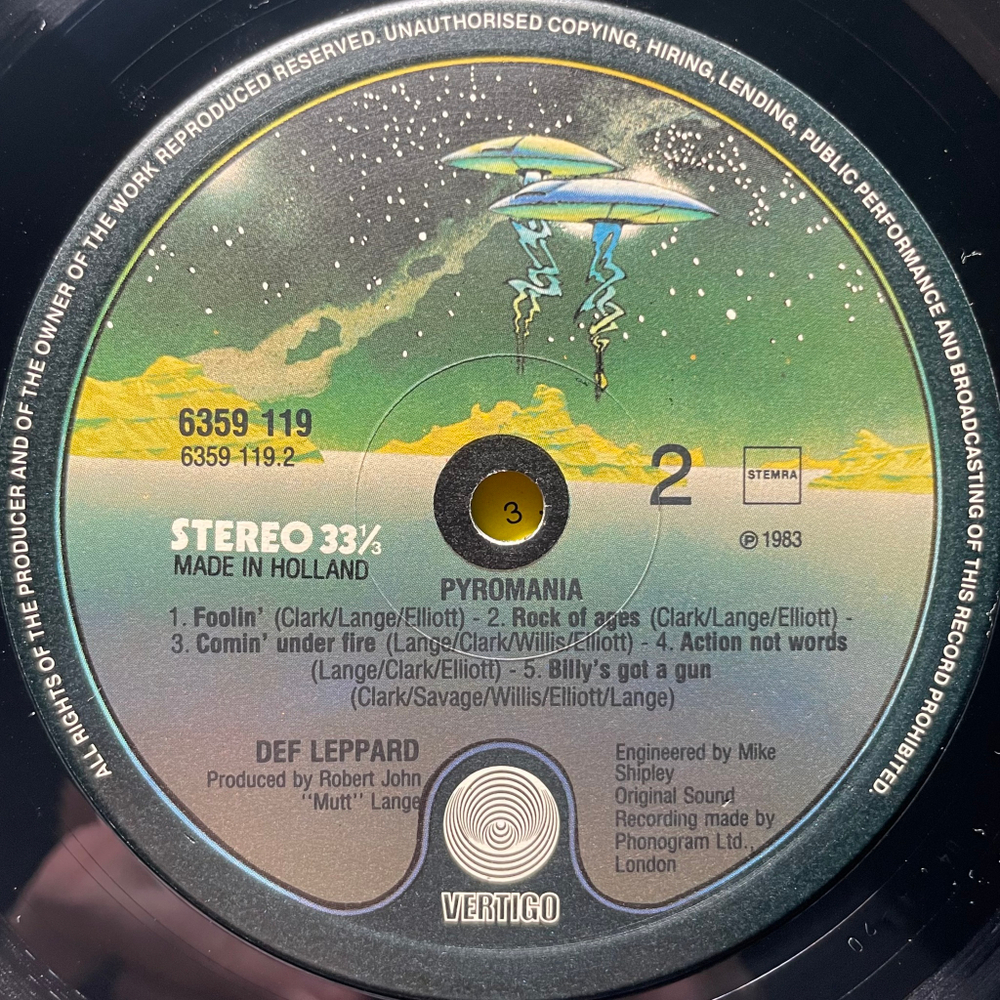 ALL RIGHTS OF THE PRODUCER AND OF THE OWNER OF THE WORK REPRODUCED RESERVED. UNAUTHORISED COPYING, HIRING, LENDING, PUBLIC PERFORMANCE AND BROADCASTING OF THIS RECORD PROHIBITED.
6359 119
6359 119.2
2
STEMRA
3
STEREO 33⅓
MADE IN HOLLAND
℗ 1983
PYROMANIA
1. Foolin' (Clark/Lange/Elliott) - 2. Rock of ages (Clark/Lange/Elliott) -
3. Comin' under fire (Lange/Clark/Willis/Elliott) - 4. Action not words
(Lange/Clark/Elliott) - 5. Billy's got a gun
(Clark/Savage/Willis/Elliott/Lange)
DEF LEPPARD
Produced by Robert John
"Mutt" Lange
Engineered by Mike
Shipley
Original Sound
Recording made by
Phonogram Ltd.,
London
VERTIGO